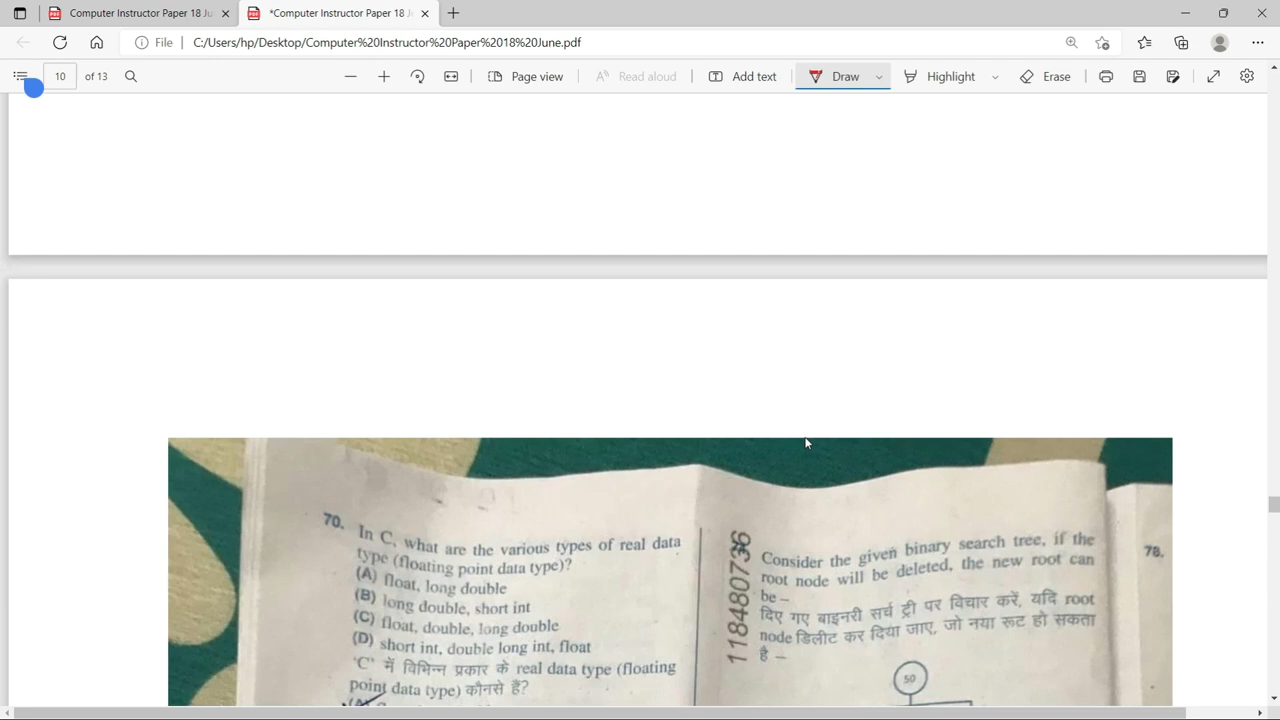 Computer Instructor Paper 18 Ju
*Computer Instructor Paper 18 J
File
C:/Users/hp/Desktop/Computer%20Instructor%20Paper%2018%20June.pdf
10 of 13
Page view
Read aloud
Add text
Draw
Highlight
Erase
70. In C, what are the various types of real data
type (floating point data type)?
(A) float, long double
(B) long double, short int
(C) float, double, long double
(D) short int, double long int, float
'C' में विभिन्न प्रकार के real data type (floating
point data type) कौनसे हैं?
(A)
1184807336
Consider the given binary search tree, if the
root node will be deleted, the new root can
be –
दिए गए बाइनरी सर्च ट्री पर विचार करें, यदि root
node डिलीट कर दिया जाए, जो नया रूट हो सकता
है –
50
78.